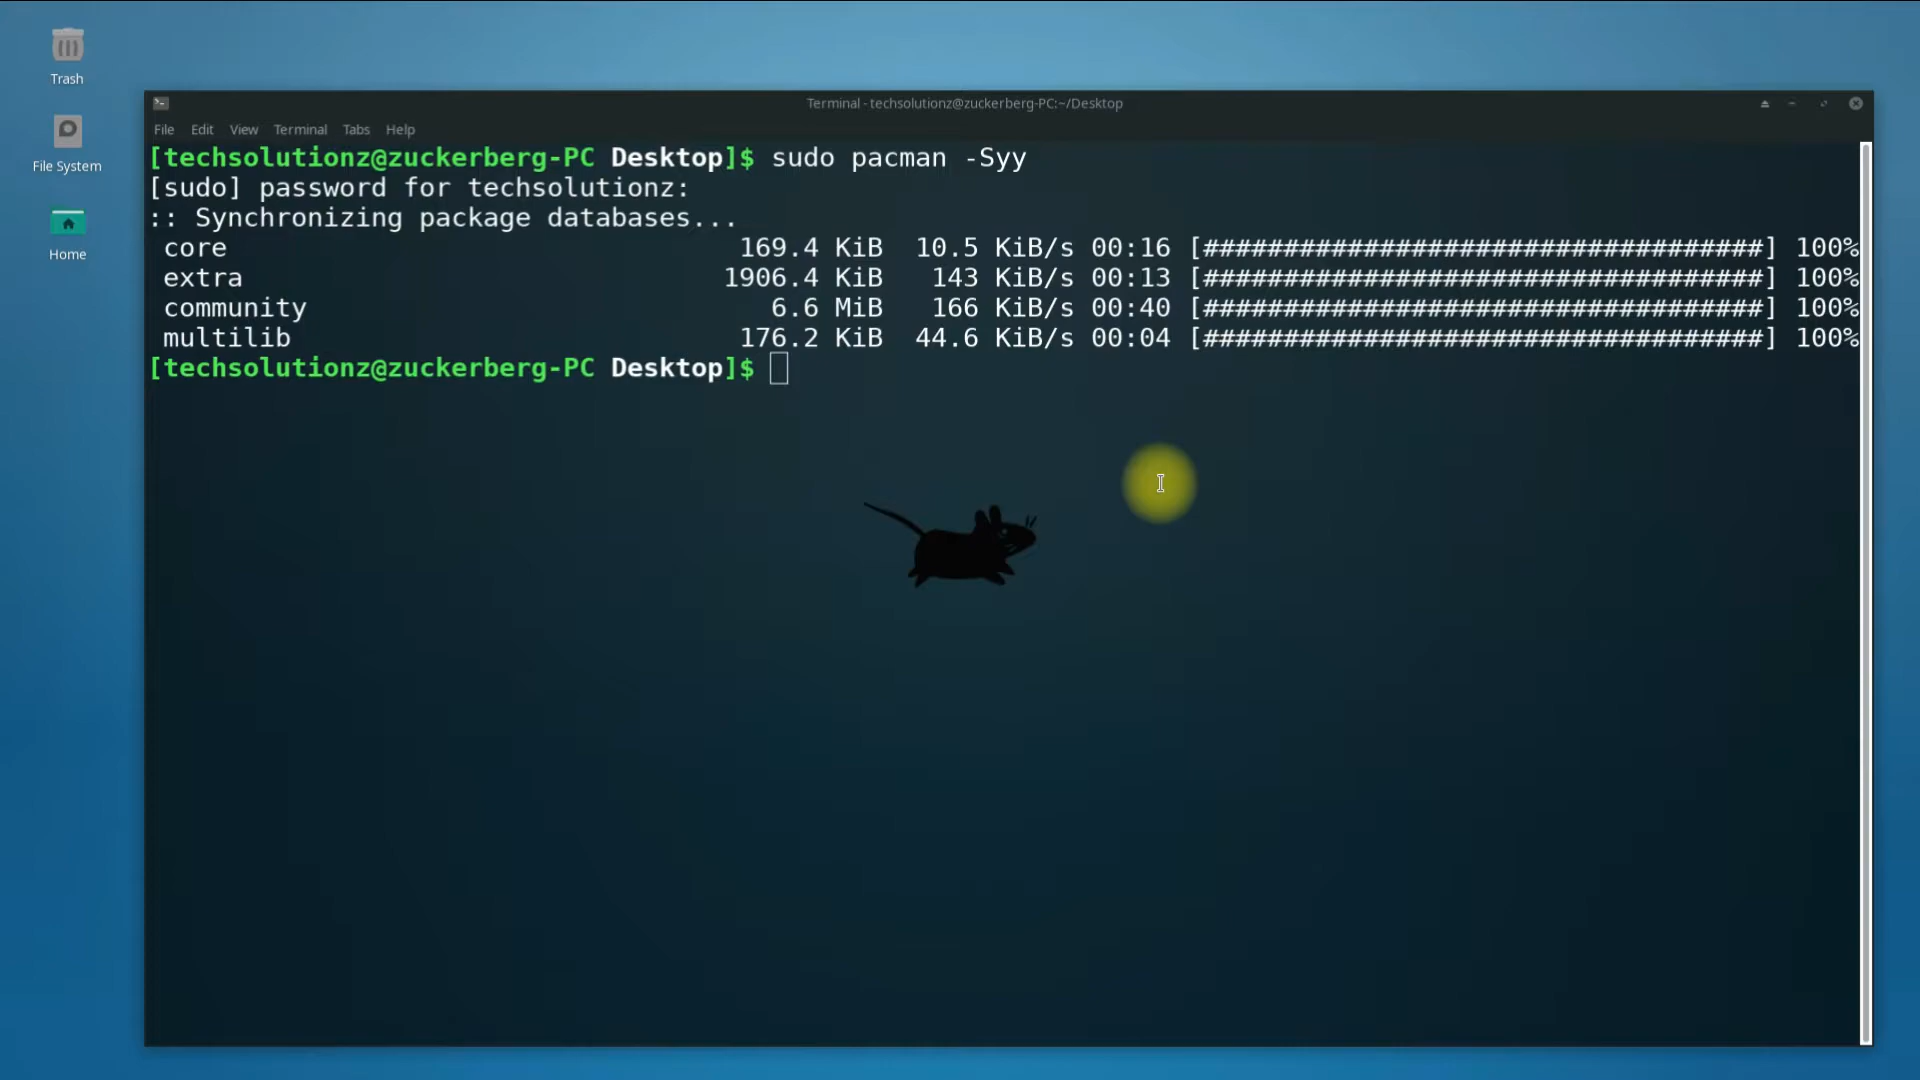 Trash
File System
Home
Terminal - techsolutionz@zuckerberg-PC:~/Desktop
File Edit View Terminal Tabs Help
[techsolutionz@zuckerberg-PC Desktop]$ sudo pacman -Syy
[sudo] password for techsolutionz:
:: Synchronizing package databases...
core 169.4 KiB 10.5 KiB/s 00:16 [###################################] 100%
extra 1906.4 KiB 143 KiB/s 00:13 [###################################] 100%
community 6.6 MiB 166 KiB/s 00:40 [###################################] 100%
multilib 176.2 KiB 44.6 KiB/s 00:04 [###################################] 100%
[techsolutionz@zuckerberg-PC Desktop]$